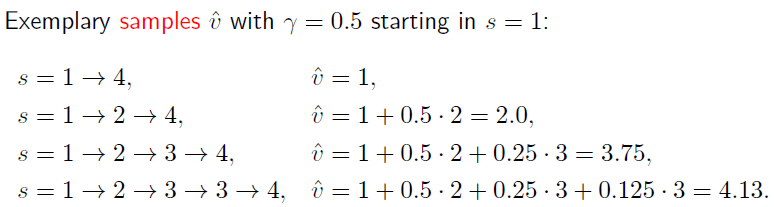 Exemplary samples v̂ with γ = 0.5 starting in s = 1:
s = 1 → 4, v̂ = 1,
s = 1 → 2 → 4, v̂ = 1 + 0.5 · 2 = 2.0,
s = 1 → 2 → 3 → 4, v̂ = 1 + 0.5 · 2 + 0.25 · 3 = 3.75,
s = 1 → 2 → 3 → 3 → 4, v̂ = 1 + 0.5 · 2 + 0.25 · 3 + 0.125 · 3 = 4.13.